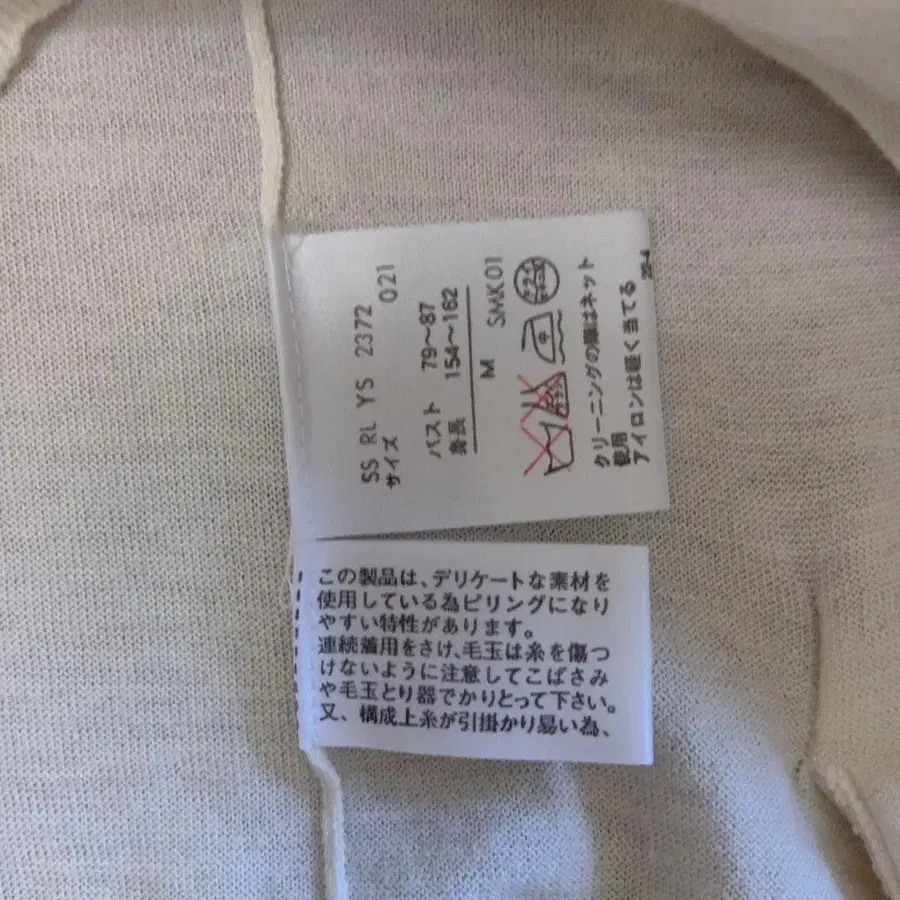 SS RL YS 2372
サイズ 021
バスト 79〜87
身長 154〜162
M
SMK01
中
クリーニングの際はネット
使用
アイロンは軽く当てる
この製品は、デリケートな素材を
使用している為ピリングになり
やすい特性があります。
連続着用をさけ、毛玉は糸を傷つ
けないように注意してこばさみ
や毛玉とり器でかりとって下さい。
又、構成上糸が引掛かり易い為、